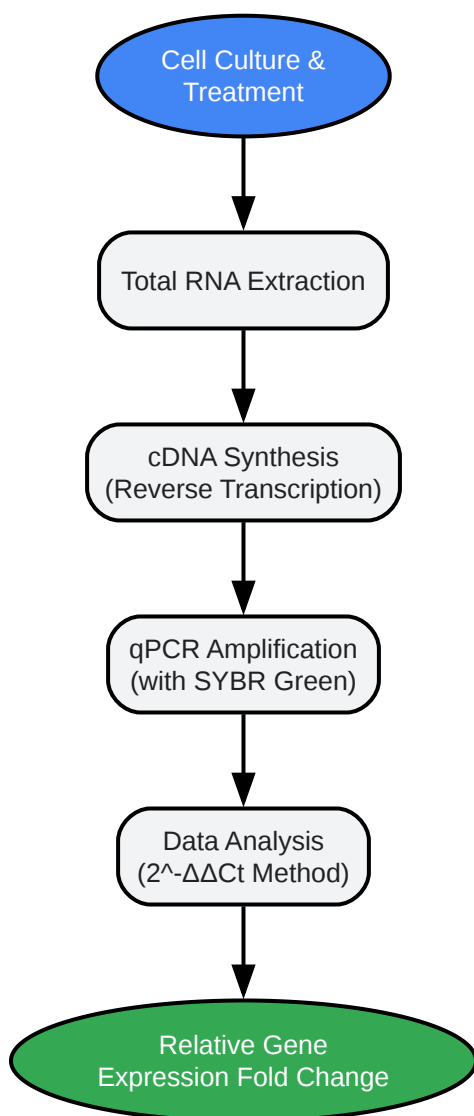 Cell Culture &
Treatment
Total RNA Extraction
cDNA Synthesis
(Reverse Transcription)
qPCR Amplification
(with SYBR Green)
Data Analysis
(2^-ΔΔCt Method)
Relative Gene
Expression Fold Change